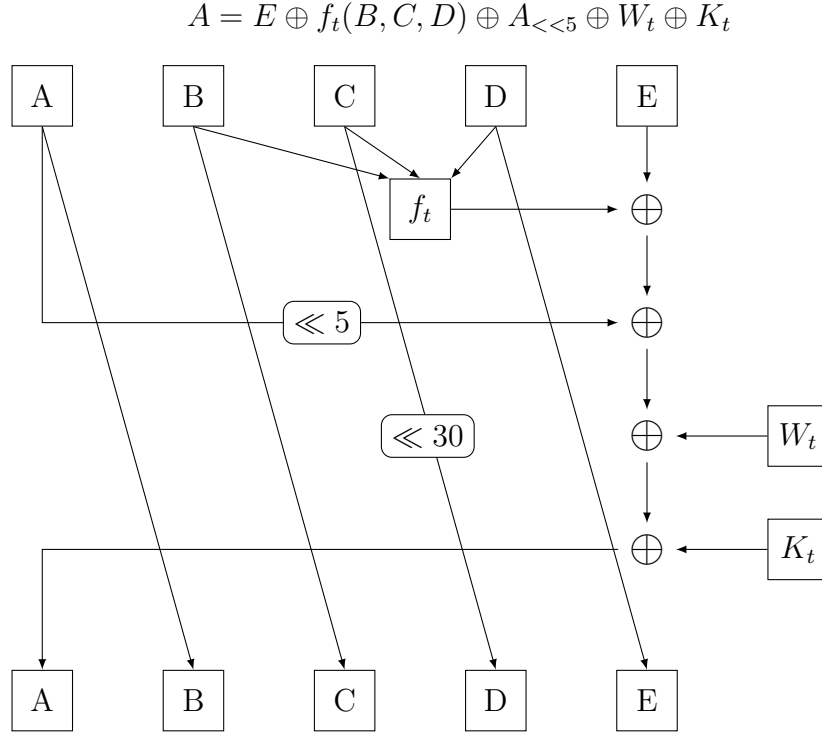 A = E ⊕ f_t(B, C, D) ⊕ A_{<<5} ⊕ W_t ⊕ K_t
A B C D E
f_t
≪ 5
≪ 30
W_t
K_t
A B C D E